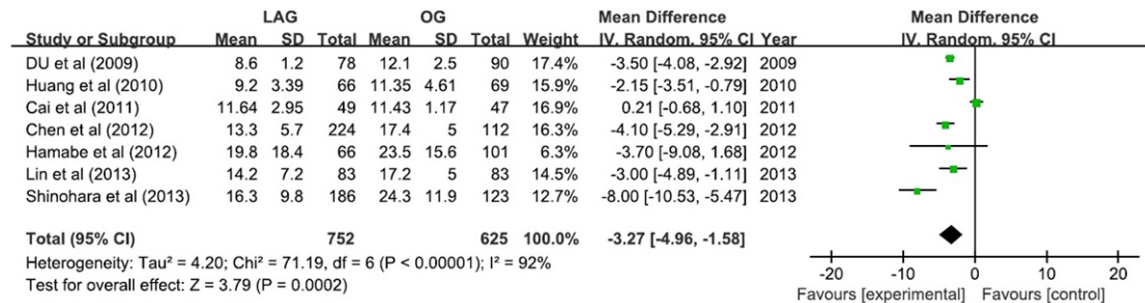 LAG OG Mean Difference Mean Difference
Study or Subgroup Mean SD Total Mean SD Total Weight IV, Random, 95% CI Year IV, Random, 95% CI
DU et al (2009) 8.6 1.2 78 12.1 2.5 90 17.4% -3.50 [-4.08, -2.92] 2009
Huang et al (2010) 9.2 3.39 66 11.35 4.61 69 15.9% -2.15 [-3.51, -0.79] 2010
Cai et al (2011) 11.64 2.95 49 11.43 1.17 47 16.9% 0.21 [-0.68, 1.10] 2011
Chen et al (2012) 13.3 5.7 224 17.4 5 112 16.3% -4.10 [-5.29, -2.91] 2012
Hamabe et al (2012) 19.8 18.4 66 23.5 15.6 101 6.3% -3.70 [-9.08, 1.68] 2012
Lin et al (2013) 14.2 7.2 83 17.2 5 83 14.5% -3.00 [-4.89, -1.11] 2013
Shinohara et al (2013) 16.3 9.8 186 24.3 11.9 123 12.7% -8.00 [-10.53, -5.47] 2013
Total (95% CI) 752 625 100.0% -3.27 [-4.96, -1.58]
Heterogeneity: Tau² = 4.20; Chi² = 71.19, df = 6 (P < 0.00001); I² = 92%
Test for overall effect: Z = 3.79 (P = 0.0002)
-20 -10 0 10 20
Favours [experimental] Favours [control]